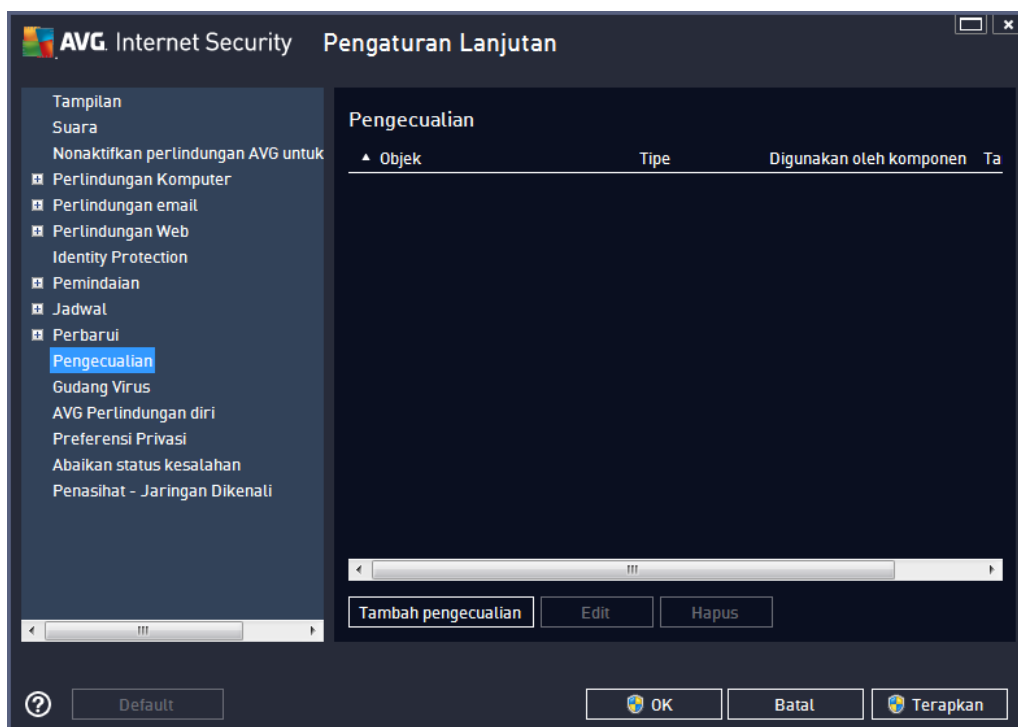 AVG. Internet Security Pengaturan Lanjutan
Tampilan
Suara
Nonaktifkan perlindungan AVG untuk
Perlindungan Komputer
Perlindungan email
Perlindungan Web
Identity Protection
Pemindaian
Jadwal
Perbarui
Pengecualian
Gudang Virus
AVG Perlindungan diri
Preferensi Privasi
Abaikan status kesalahan
Penasihat - Jaringan Dikenali
Pengecualian
Objek Tipe Digunakan oleh komponen Ta
Tambah pengecualian Edit Hapus
Default OK Batal Terapkan